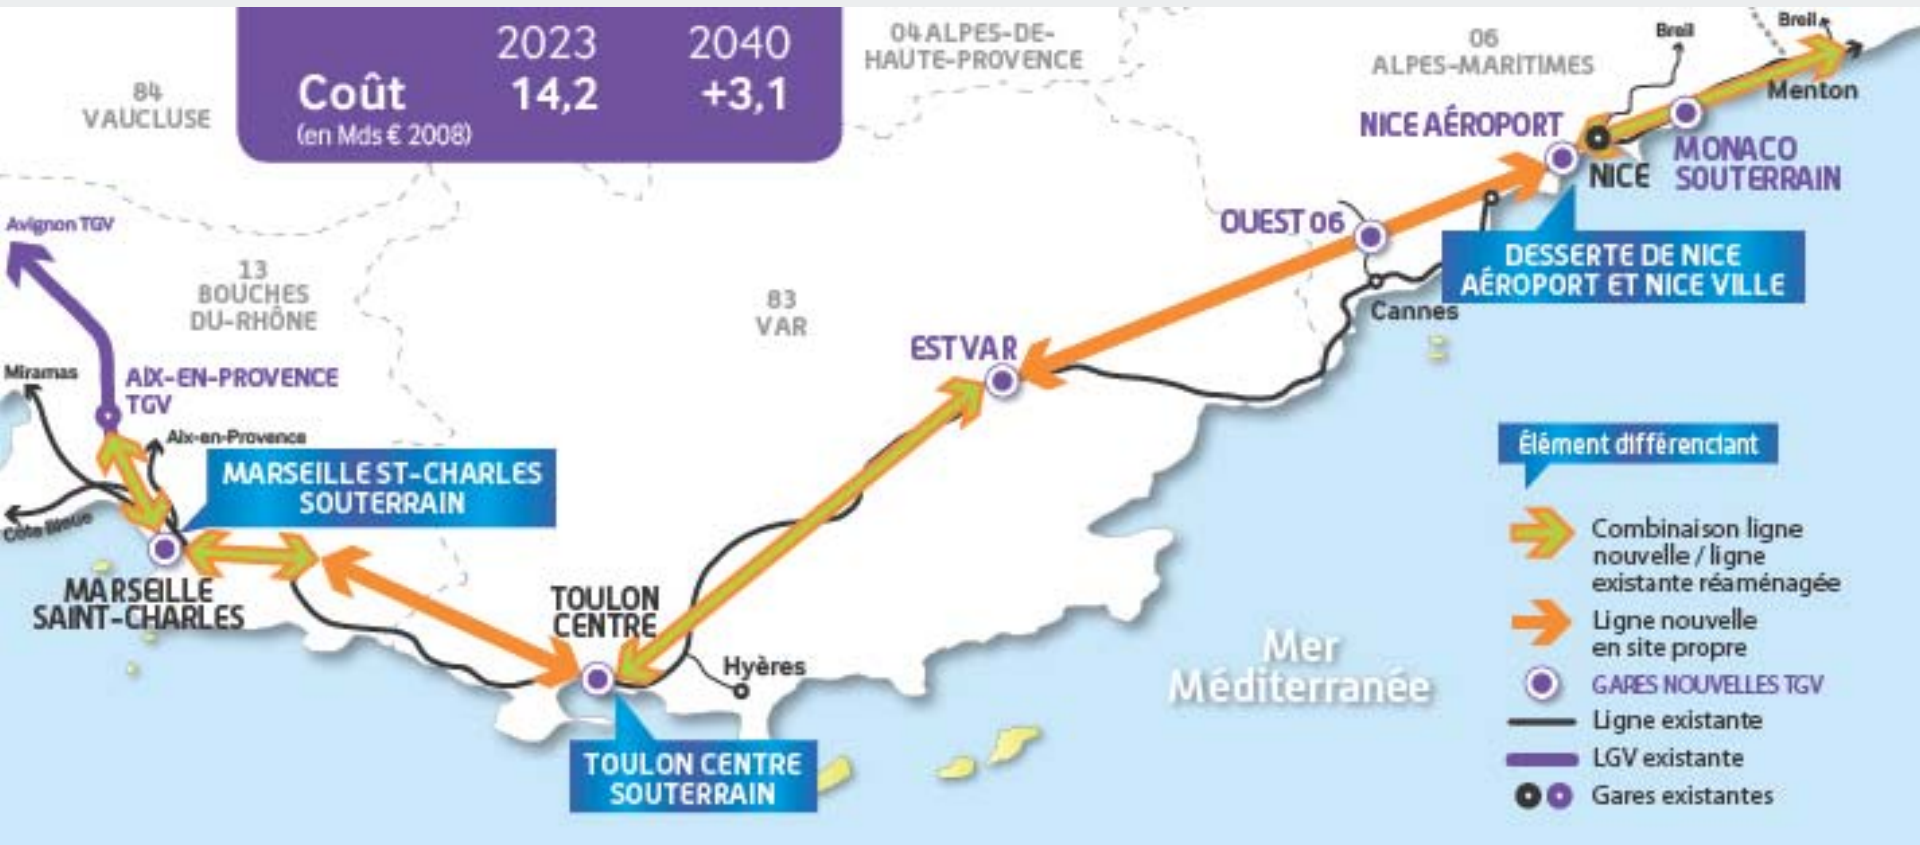 2023 2040
Coût 14,2 +3,1
(en Mds € 2008)
04 ALPES-DE-
HAUTE-PROVENCE
06
ALPES-MARITIMES
Breil
Breil
84
VAUCLUSE
Menton
NICE AÉROPORT
NICE
MONACO
SOUTERRAIN
OUEST 06
DESSERTE DE NICE
AÉROPORT ET NICE VILLE
Cannes
Avignon TGV
13
BOUCHES
DU-RHÔNE
83
VAR
EST VAR
Miramas
AIX-EN-PROVENCE
TGV
Aix-en-Provence
MARSEILLE ST-CHARLES
SOUTERRAIN
Côte Bleue
MARSEILLE
SAINT-CHARLES
TOULON
CENTRE
Hyères
TOULON CENTRE
SOUTERRAIN
Mer
Méditerranée
Élément différenciant
Combinaison ligne
nouvelle / ligne
existante réaménagée
Ligne nouvelle
en site propre
GARES NOUVELLES TGV
Ligne existante
LGV existante
Gares existantes